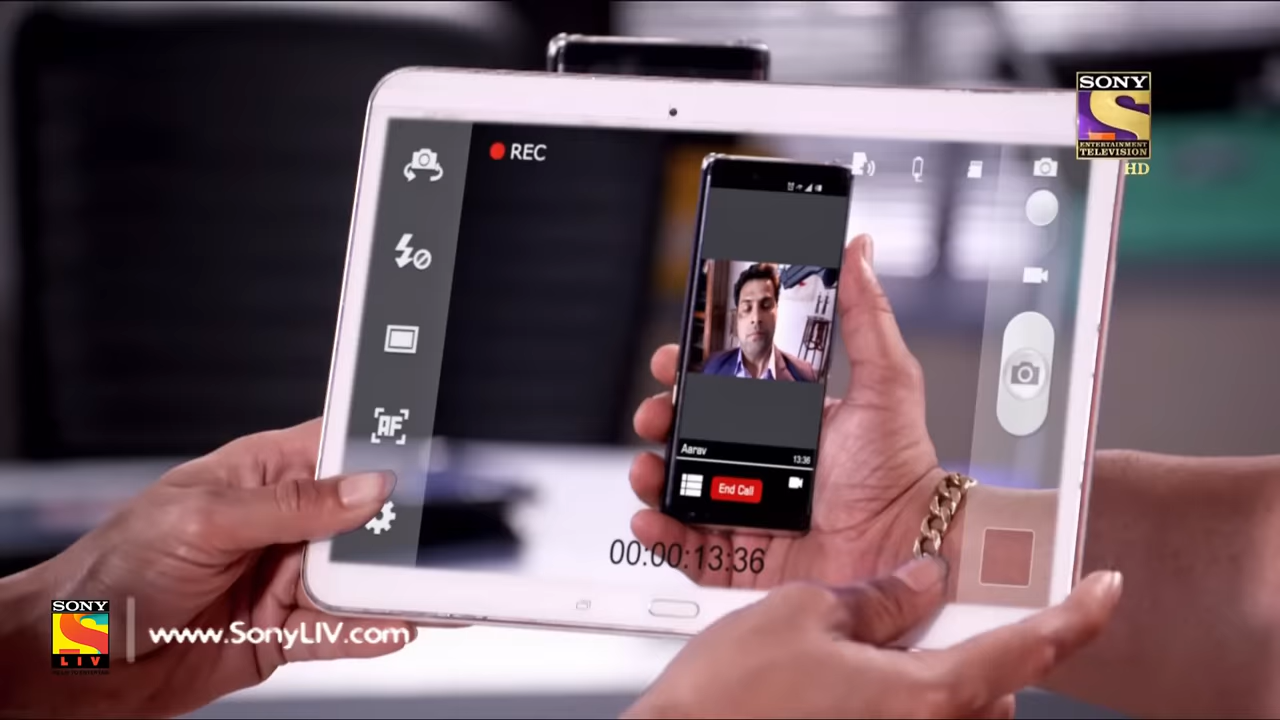 SONY
ENTERTAINMENT
TELEVISION
HD
REC
AF
Aarav
13:36
End Call
00:00:13:36
SONY
LIV
www.SonyLIV.com